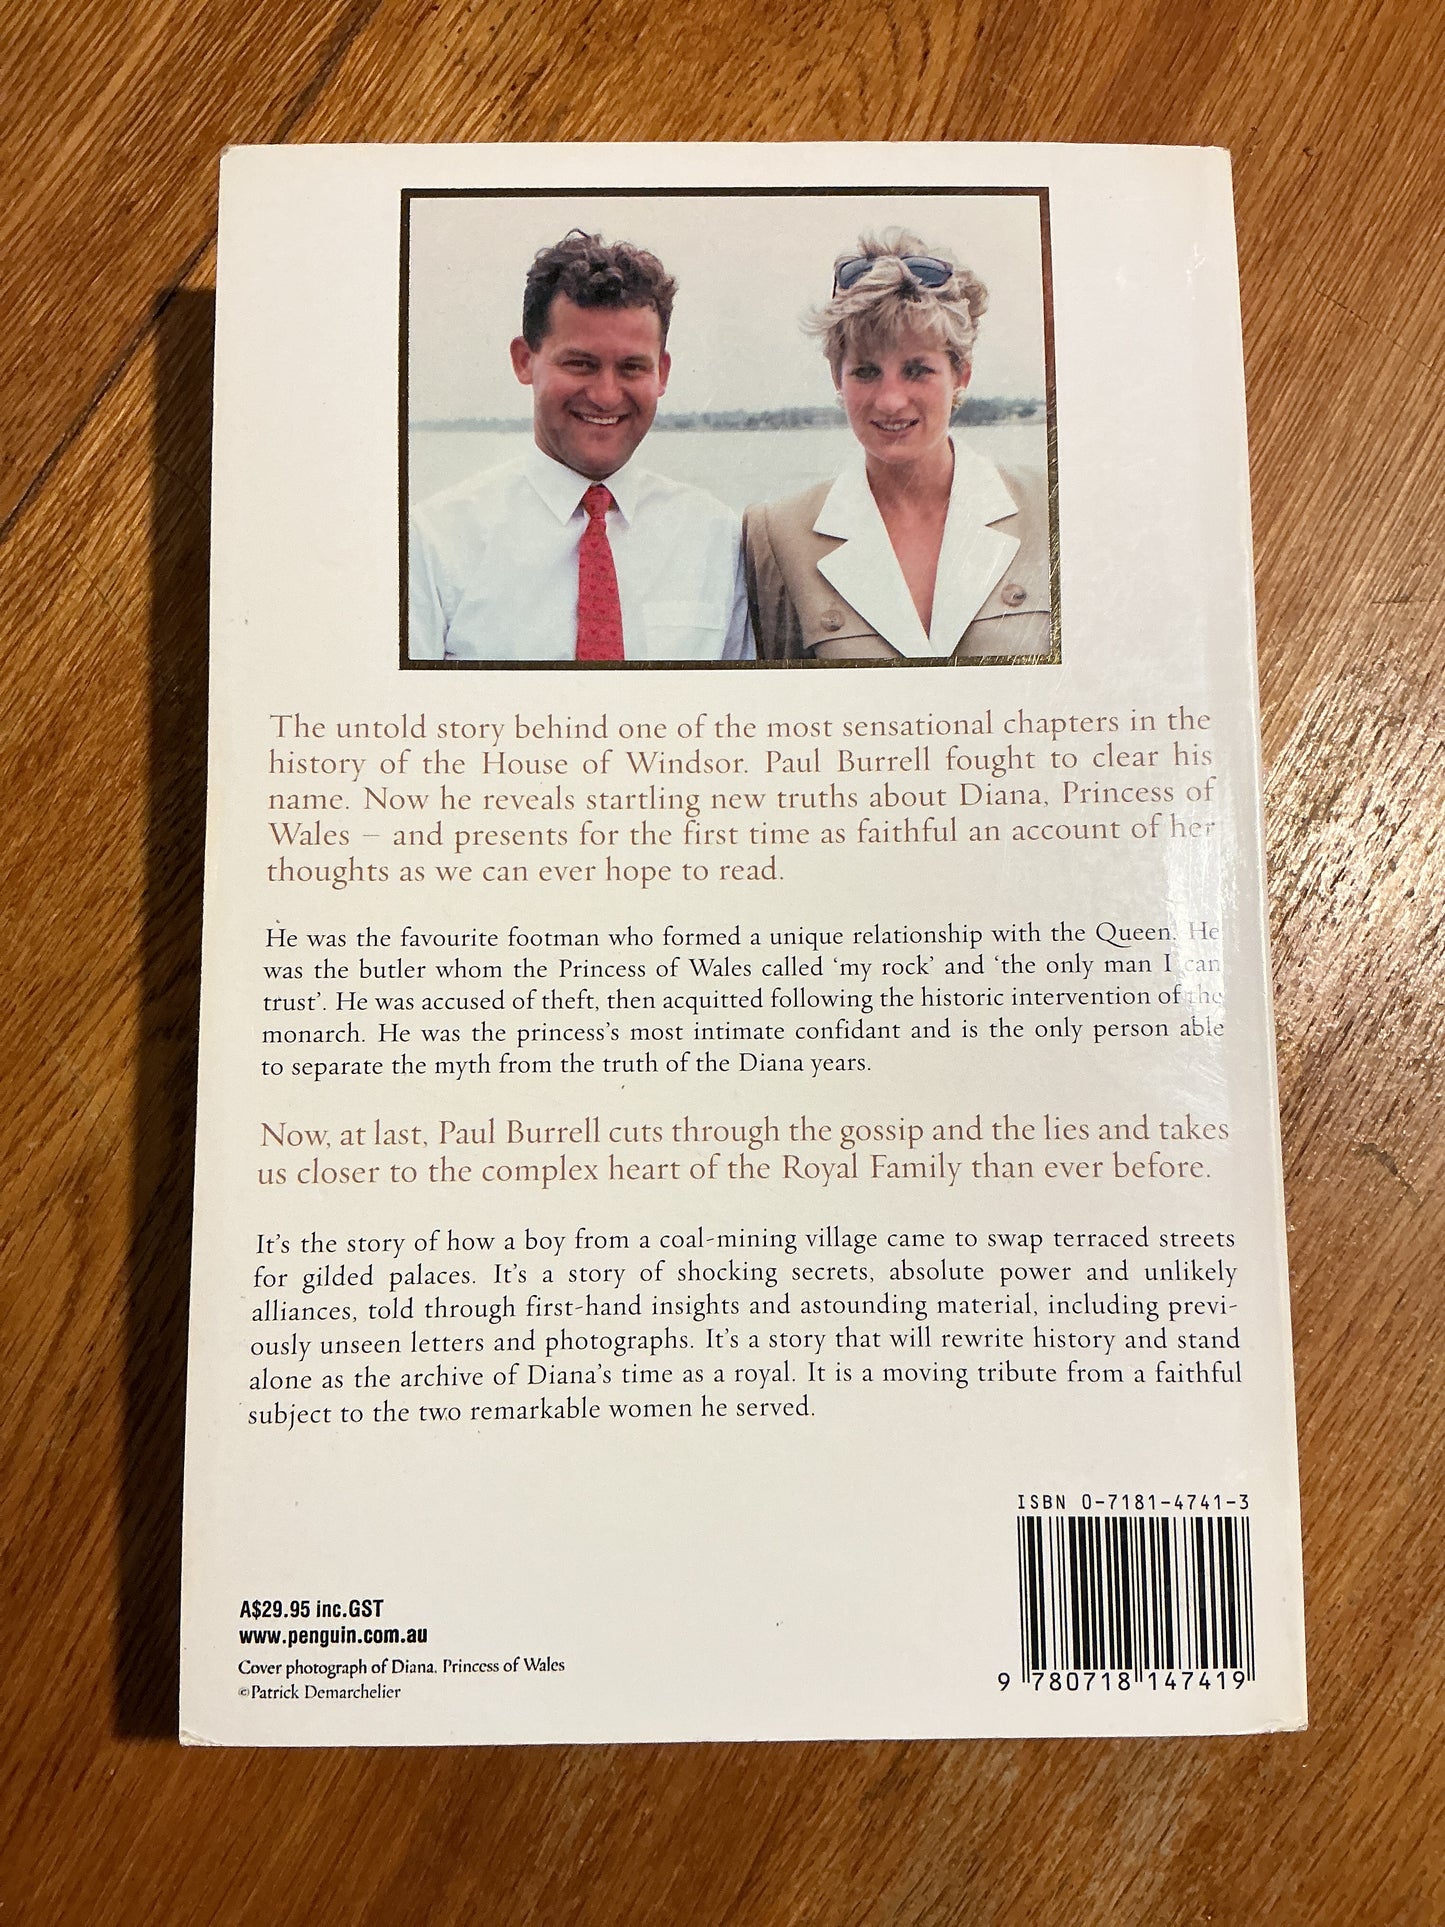 The untold story behind one of the most sensational chapters in the
history of the House of Windsor. Paul Burrell fought to clear his
name. Now he reveals startling new truths about Diana, Princess of
Wales – and presents for the first time as faithful an account of her
thoughts as we can ever hope to read.
He was the favourite footman who formed a unique relationship with the Queen. He
was the butler whom the Princess of Wales called ‘my rock’ and ‘the only man I can
trust’. He was accused of theft, then acquitted following the historic intervention of the
monarch. He was the princess’s most intimate confidant and is the only person able
to separate the myth from the truth of the Diana years.
Now, at last, Paul Burrell cuts through the gossip and the lies and takes
us closer to the complex heart of the Royal Family than ever before.
It’s the story of how a boy from a coal-mining village came to swap terraced streets
for gilded palaces. It’s a story of shocking secrets, absolute power and unlikely
alliances, told through first-hand insights and astounding material, including previ-
ously unseen letters and photographs. It’s a story that will rewrite history and stand
alone as the archive of Diana’s time as a royal. It is a moving tribute from a faithful
subject to the two remarkable women he served.
ISBN 0-7181-4741-3
9 780718 147419
A$29.95 inc.GST
www.penguin.com.au
Cover photograph of Diana, Princess of Wales
©Patrick Demarchelier